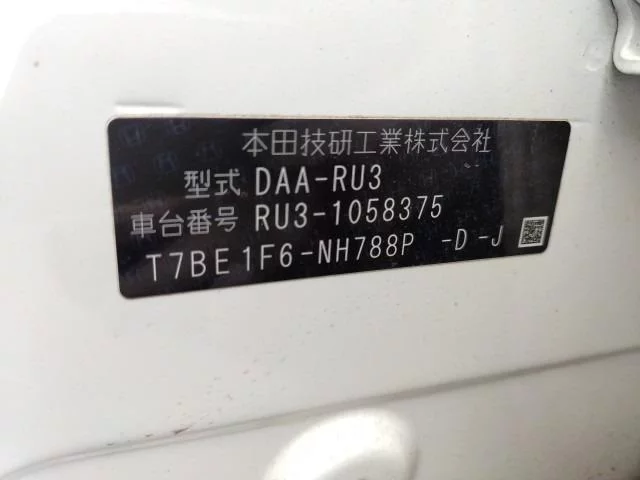 本田技研工業株式会社
型式 DAA-RU3
車台番号 RU3-1058375
T7BE1F6-NH788P -D-J